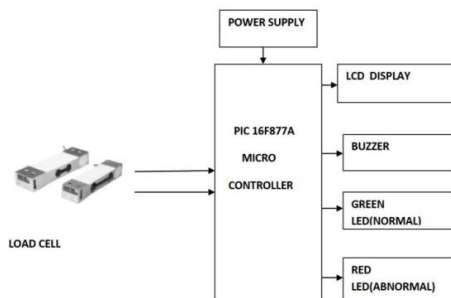 POWER SUPPLY
LCD DISPLAY
PIC 16F877A
MICRO
CONTROLLER
BUZZER
GREEN
LED(NORMAL)
LOAD CELL
RED
LED(ABNORMAL)